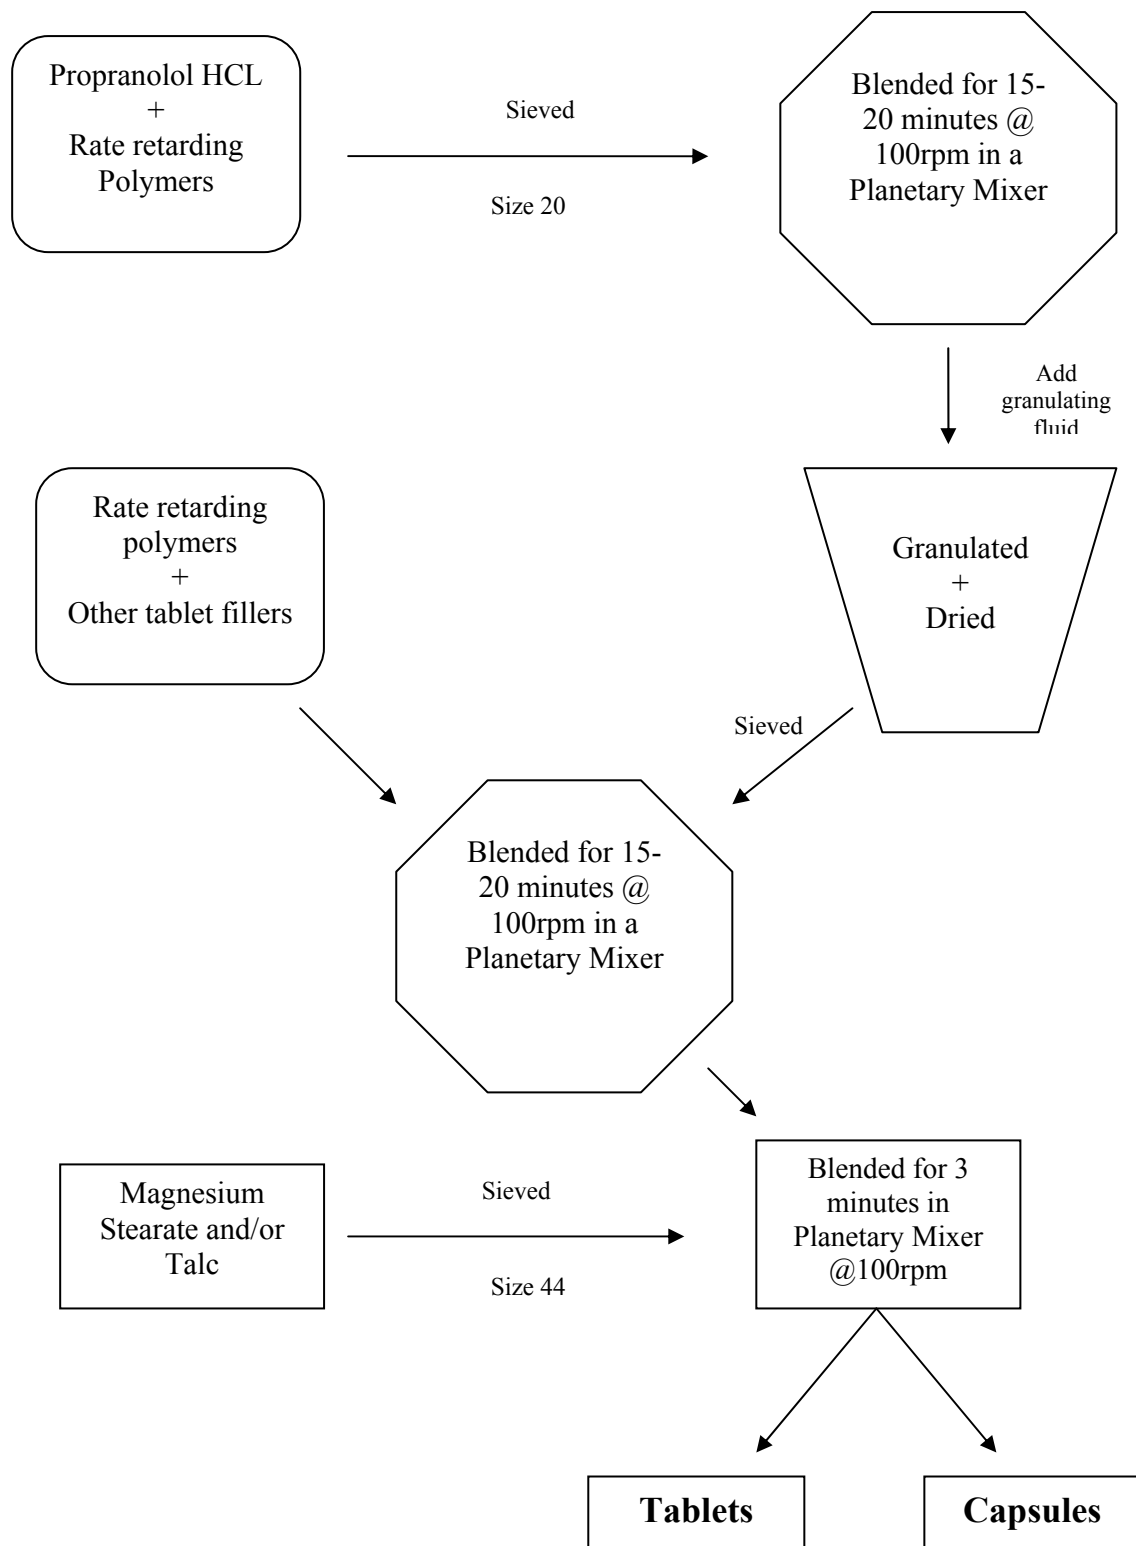 Propranolol HCL
+
Rate retarding
Polymers
Sieved
Size 20
Blended for 15-
20 minutes @
100rpm in a
Planetary Mixer
Add
granulating
fluid
Rate retarding
polymers
+
Other tablet fillers
Granulated
+
Dried
Sieved
Blended for 15-
20 minutes @
100rpm in a
Planetary Mixer
Magnesium
Stearate and/or
Talc
Sieved
Size 44
Blended for 3
minutes in
Planetary Mixer
@100rpm
Tablets
Capsules